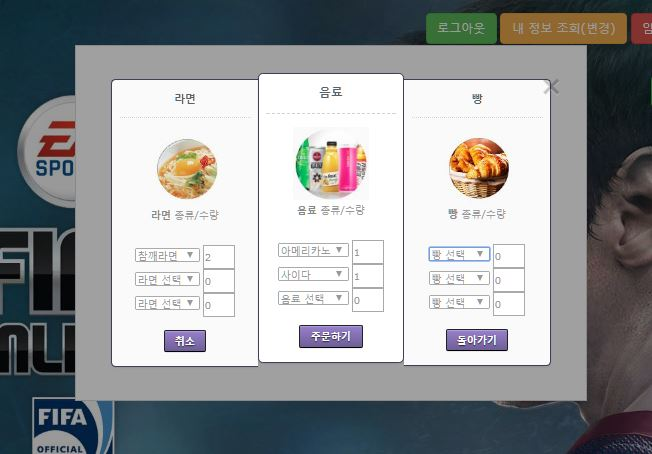 로그아웃
내 정보 조회(변경)
×
라면
음료
빵
라면 종류/수량
음료 종류/수량
빵 종류/수량
참깨라면 2
라면 선택 0
라면 선택 0
아메리카노 1
사이다 1
음료 선택 0
빵 선택 0
빵 선택 0
빵 선택 0
취소
주문하기
돌아가기
EA
SPO
FI
NLI
FIFA
OFFICIAL